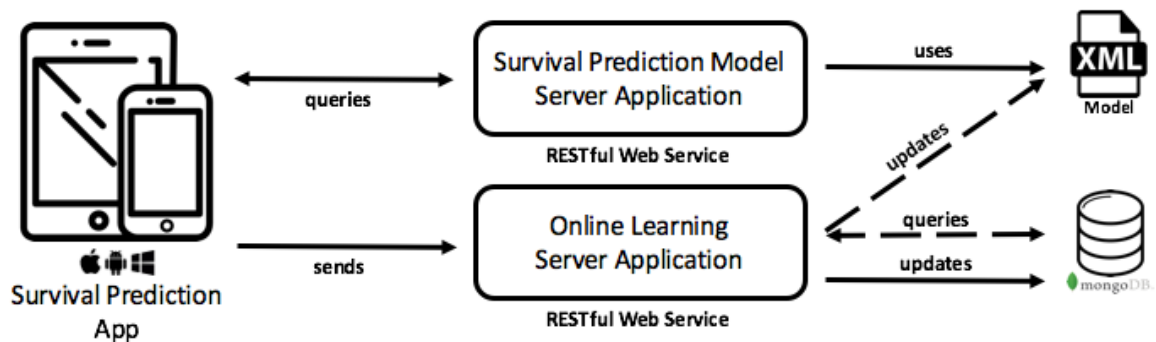 Survival Prediction
App
queries
sends
Survival Prediction Model
Server Application
RESTful Web Service
Online Learning
Server Application
RESTful Web Service
uses
updates
queries
updates
XML
Model
mongoDB.